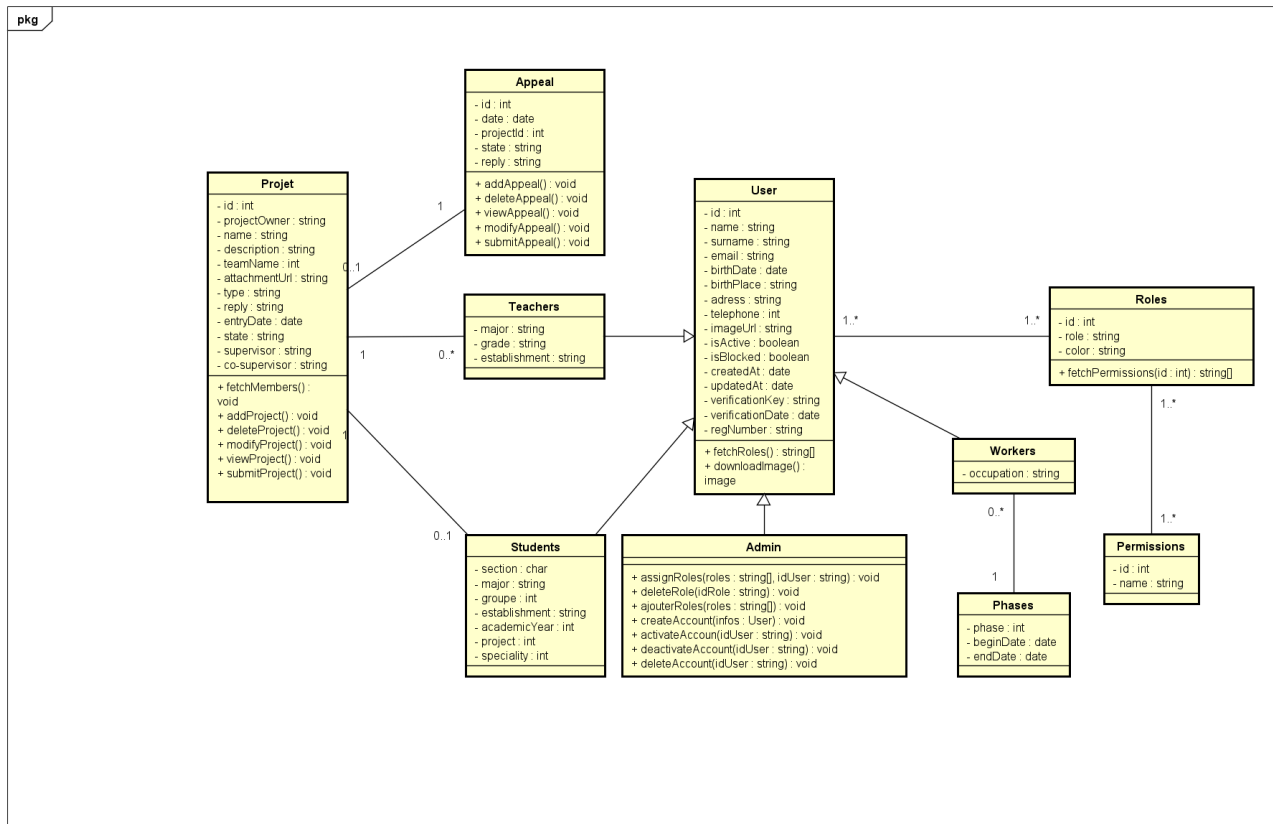 pkg
Appeal
- id : int
- date : date
- projectId : int
- state : string
- reply : string
+ addAppeal() : void
+ deleteAppeal() : void
+ viewAppeal() : void
+ modifyAppeal() : void
+ submitAppeal() : void
Projet
- id : int
- projectOwner : string
- name : string
- description : string
- teamName : int
- attachmentUrl : string
- type : string
- reply : string
- entryDate : date
- state : string
- supervisor : string
- co-supervisor : string
+ fetchMembers() :
void
+ addProject() : void
+ deleteProject() : void
+ modifyProject() : void
+ viewProject() : void
+ submitProject() : void
1
0..1
1
0..*
1
0..1
Teachers
- major : string
- grade : string
- establishment : string
User
- id : int
- name : string
- surname : string
- email : string
- birthDate : date
- birthPlace : string
- adress : string
- telephone : int
- imageUrl : string
- isActive : boolean
- isBlocked : boolean
- createdAt : date
- updatedAt : date
- verificationKey : string
- verificationDate : date
- regNumber : string
+ fetchRoles() : string[]
+ downloadImage() :
image
1..*
1..*
Roles
- id : int
- role : string
- color : string
+ fetchPermissions(id : int) : string[]
1..*
1..*
Workers
- occupation : string
0..*
1
Students
- section : char
- major : string
- groupe : int
- establishment : string
- academicYear : int
- project : int
- speciality : int
Admin
+ assignRoles(roles : string[], idUser : string) : void
+ deleteRole(idRole : string) : void
+ ajouterRoles(roles : string[]) : void
+ createAccount(infos : User) : void
+ activateAccoun(idUser : string) : void
+ deactivateAccount(idUser : string) : void
+ deleteAccount(idUser : string) : void
Permissions
- id : int
- name : string
Phases
- phase : int
- beginDate : date
- endDate : date